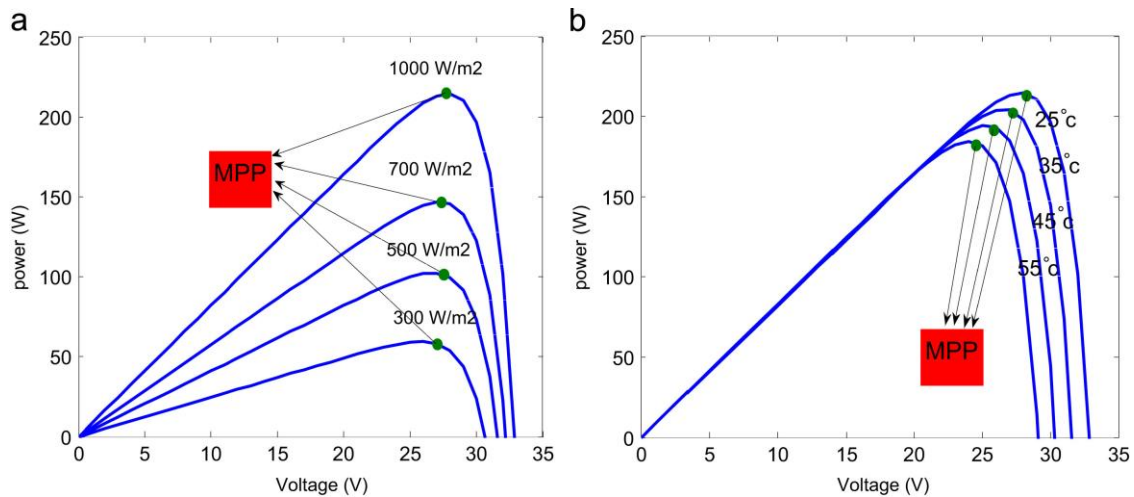 a
250
200
150
100
50
0
power (W)
1000 W/m2
700 W/m2
500 W/m2
300 W/m2
MPP
0 5 10 15 20 25 30 35
Voltage (V)
b
250
200
150
100
50
0
power (W)
25°c
35°c
45°c
55°c
MPP
0 5 10 15 20 25 30 35
Voltage (V)